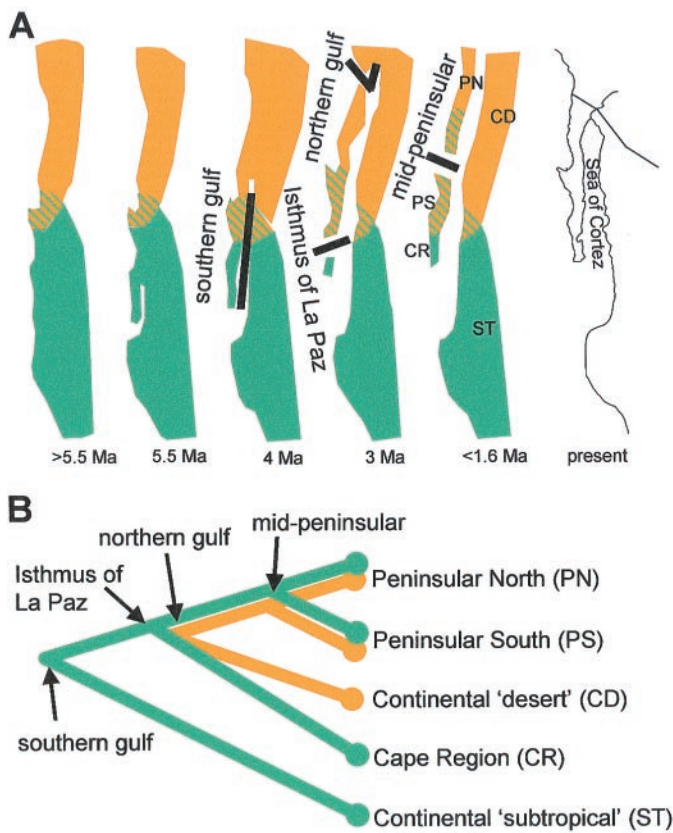 A
northern gulf
mid-peninsular
PN
CD
Sea of Cortez
southern gulf
Isthmus of La Paz
PS
CR
ST
>5.5 Ma
5.5 Ma
4 Ma
3 Ma
<1.6 Ma
present
B
mid-peninsular
northern gulf
Isthmus of
La Paz
Peninsular North (PN)
Peninsular South (PS)
Continental ‘desert’ (CD)
southern gulf
Cape Region (CR)
Continental ‘subtropical’ (ST)